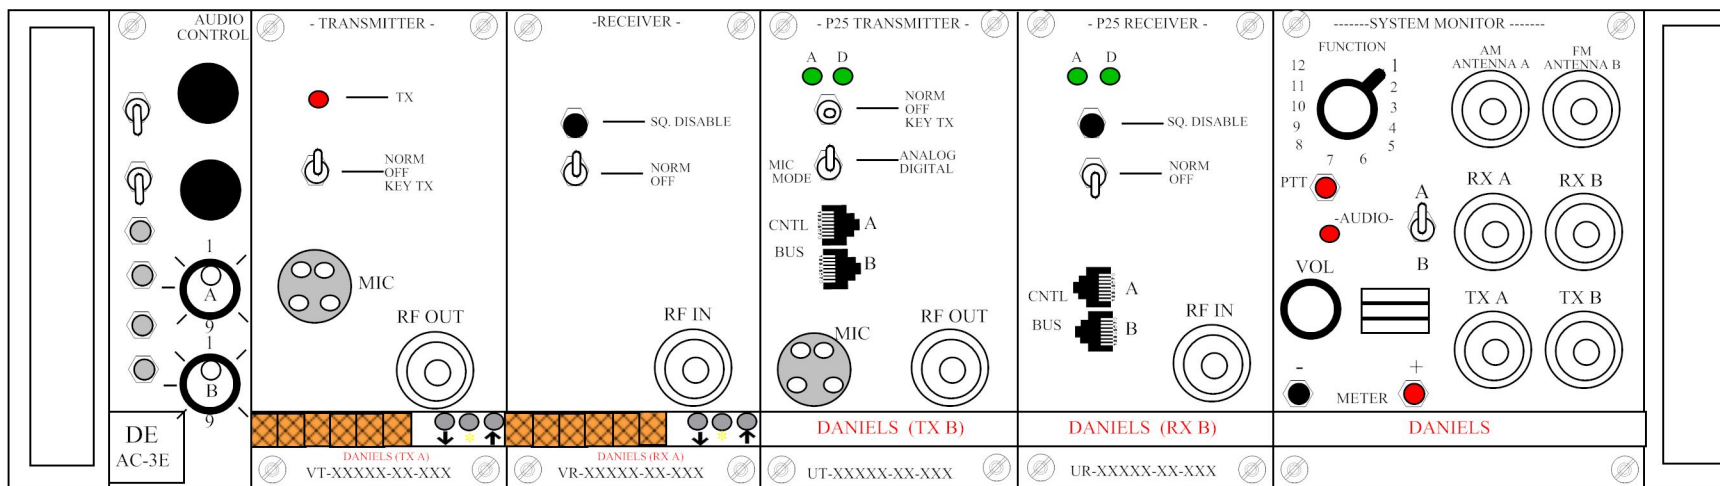 AUDIO
CONTROL
1
A
9
1
B
9
DE
AC-3E
- TRANSMITTER -
TX
NORM
OFF
KEY TX
MIC
RF OUT
DANIELS (TX A)
VT-XXXXX-XX-XXX
-RECEIVER -
SQ. DISABLE
NORM
OFF
RF IN
DANIELS (RX A)
VR-XXXXX-XX-XXX
- P25 TRANSMITTER -
A D
NORM
OFF
KEY TX
MIC
MODE
ANALOG
DIGITAL
CNTL A
BUS B
MIC
RF OUT
DANIELS (TX B)
UT-XXXXX-XX-XXX
- P25 RECEIVER -
A D
SQ. DISABLE
NORM
OFF
CNTL A
BUS B
RF IN
DANIELS (RX B)
UR-XXXXX-XX-XXX
-------SYSTEM MONITOR ------
FUNCTION
12 1
11 2
10 3
9 4
8 7 6 5
AM
ANTENNA A
FM
ANTENNA B
PTT
-AUDIO-
A
B
RX A RX B
VOL
TX A TX B
- METER +
DANIELS